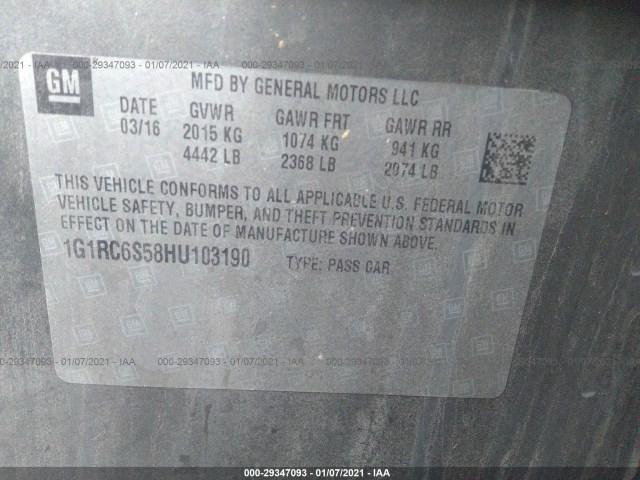 000-29347093 - 01/07/2021 - IAA
GM
MFD BY GENERAL MOTORS LLC
DATE GVWR GAWR FRT GAWR RR
03/16 2015 KG 1074 KG 941 KG
4442 LB 2368 LB 2074 LB
THIS VEHICLE CONFORMS TO ALL APPLICABLE U.S. FEDERAL MOTOR
VEHICLE SAFETY, BUMPER, AND THEFT PREVENTION STANDARDS IN
EFFECT ON THE DATE OF MANUFACTURE SHOWN ABOVE.
1G1RC6S58HU103190 TYPE: PASS CAR
000-29347093 - 01/07/2021 - IAA
000-29347093 - 01/07/2021 - IAA